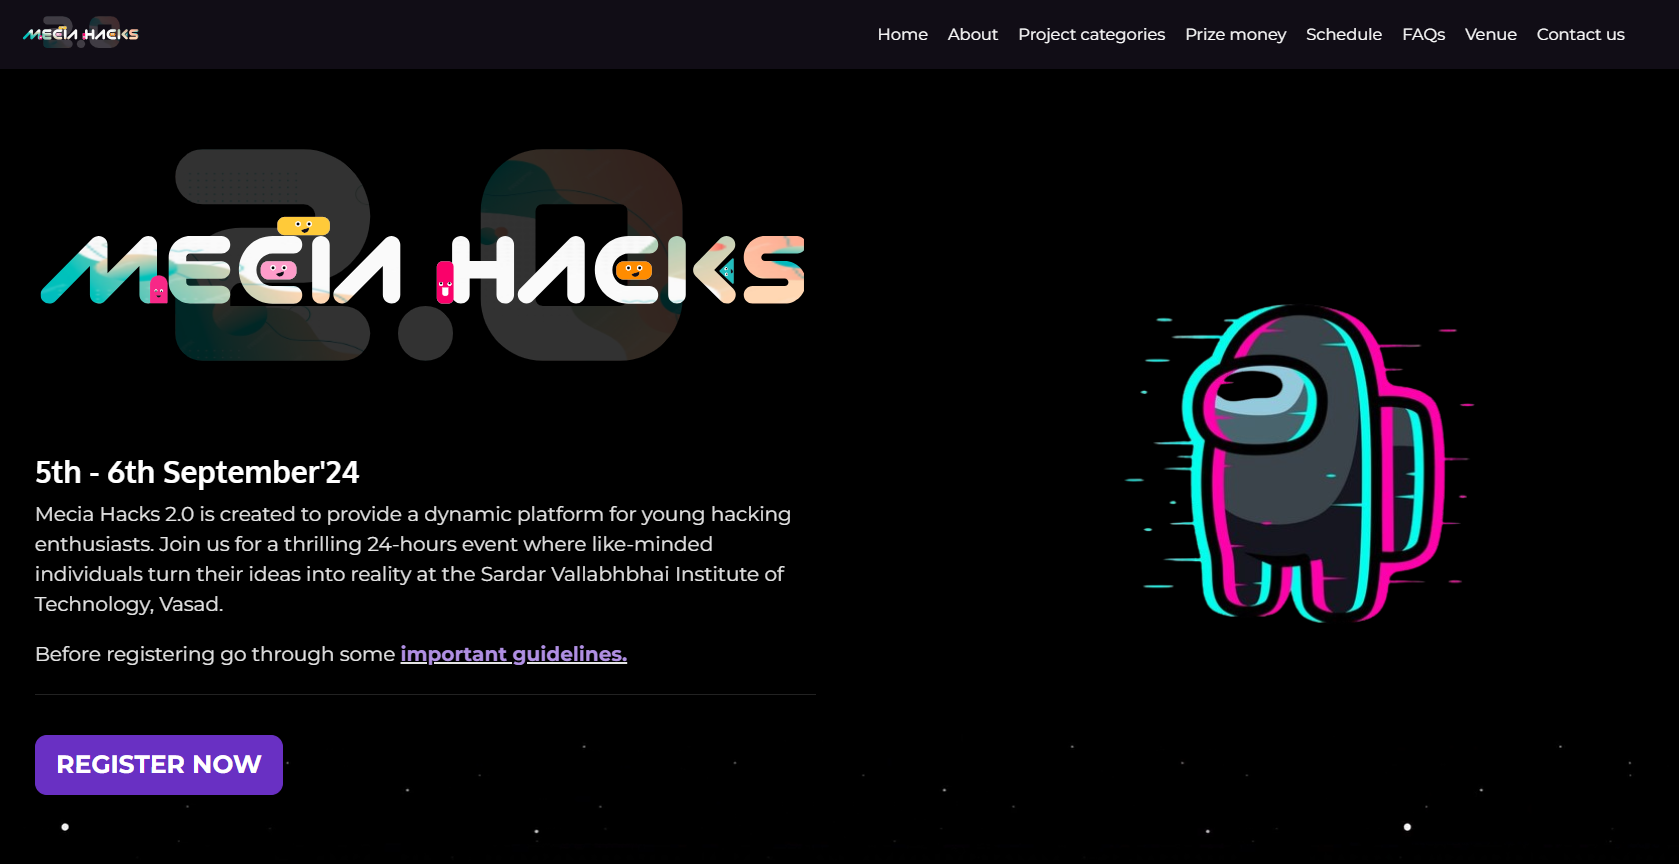 MECIA HACKS
2.0
Home About Project categories Prize money Schedule FAQs Venue Contact us
2.0
MECIA HACKS
5th - 6th September'24
Mecia Hacks 2.0 is created to provide a dynamic platform for young hacking
enthusiasts. Join us for a thrilling 24-hours event where like-minded
individuals turn their ideas into reality at the Sardar Vallabhbhai Institute of
Technology, Vasad.
Before registering go through some important guidelines.
REGISTER NOW